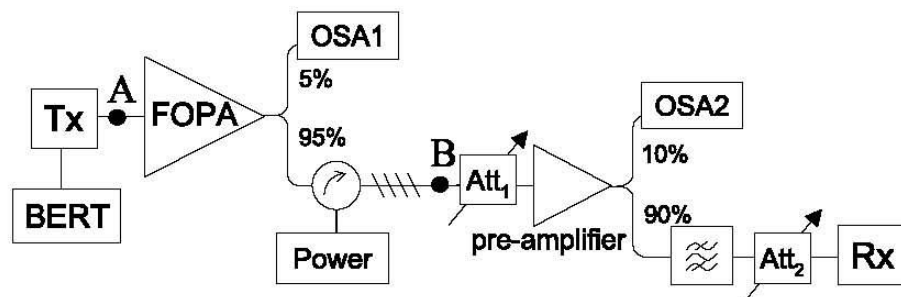 OSA1
5%
A
Tx
FOPA
95%
BERT
Power
B
Att1
pre-amplifier
OSA2
10%
90%
Att2
Rx